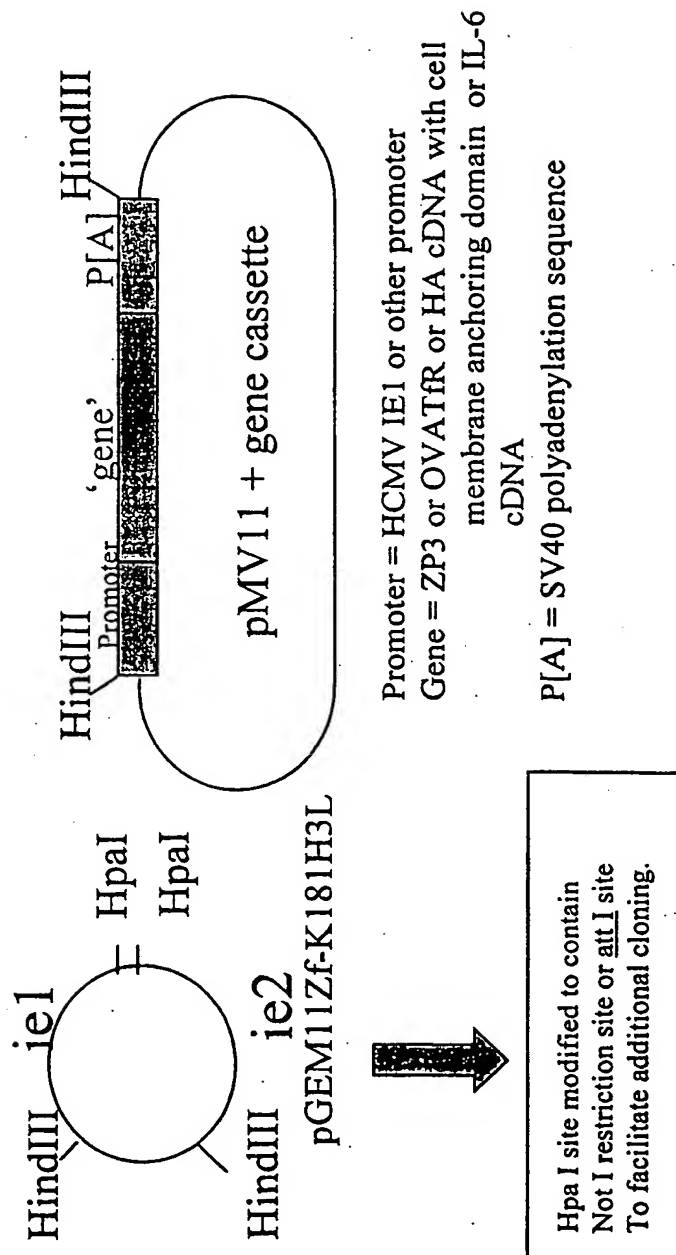 HindIII
ie1
HpaI
HpaI
HindIII
ie2
pGEM11Zf-K181H3L
HindIII
Promoter
‘gene’
P[A]
HindIII
pMV11 + gene cassette
Promoter = HCMV IE1 or other promoter
Gene = ZP3 or OVATfR or HA cDNA with cell
membrane anchoring domain or IL-6
cDNA
P[A] = SV40 polyadenylation sequence
Hpa I site modified to contain
Not I restriction site or att I site
To facilitate additional cloning.